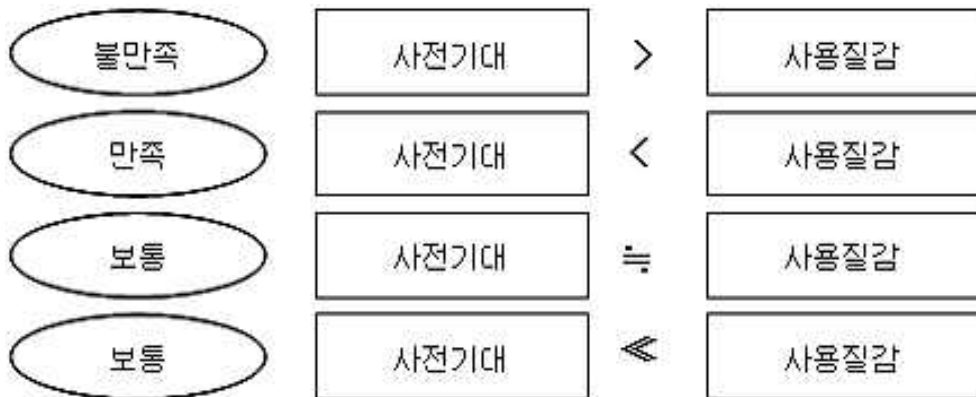 불만족 사전기대 > 사용질감
만족 사전기대 < 사용질감
보통 사전기대 ≒ 사용질감
보통 사전기대 ≪ 사용질감